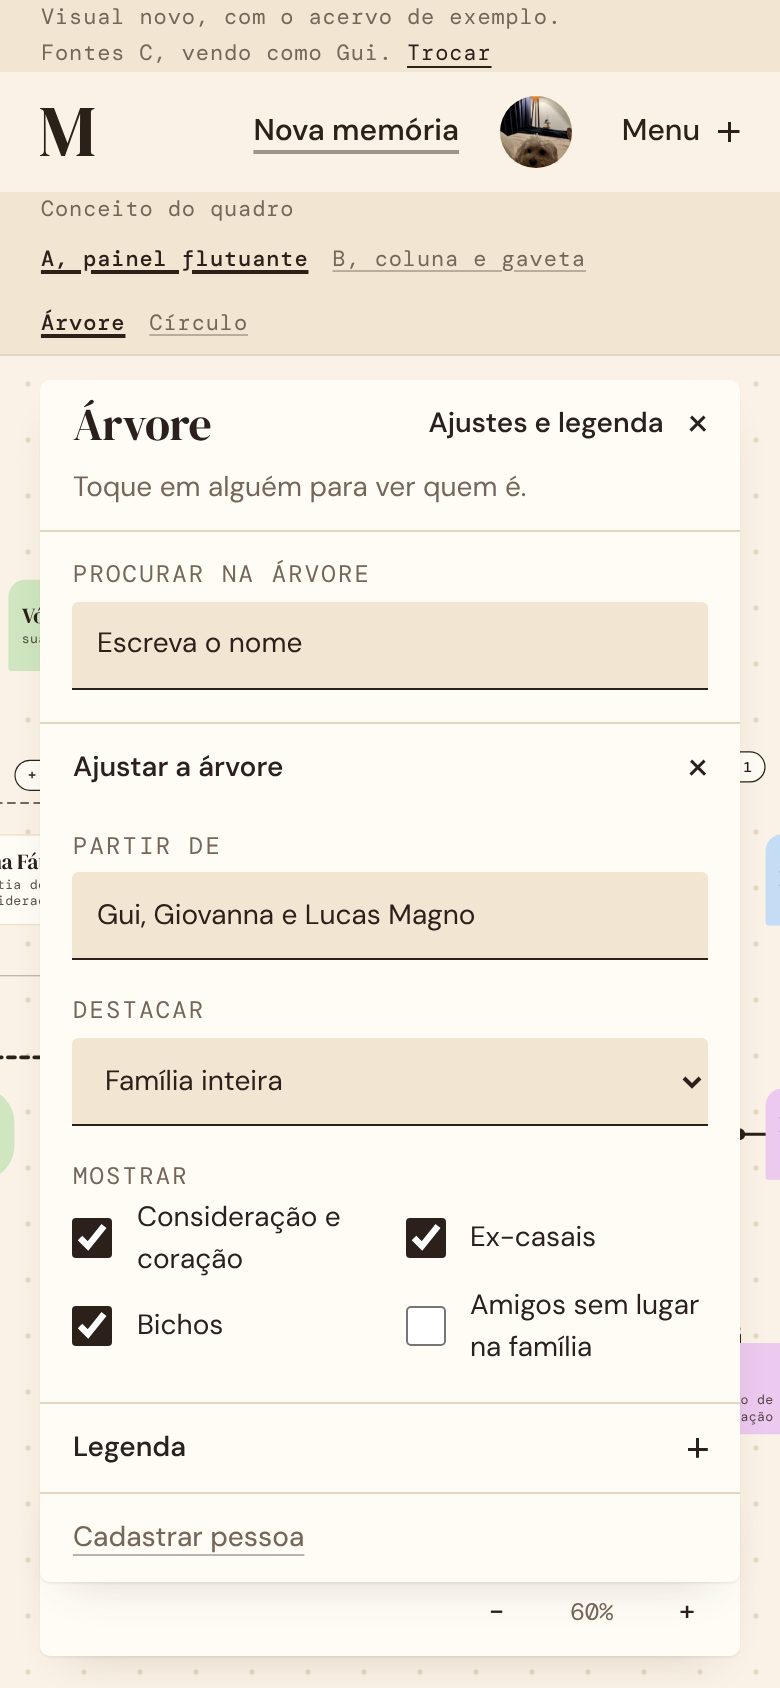 Visual novo, com o acervo de exemplo.
Fontes C, vendo como Gui. Trocar
M
Nova memória
Menu +
Conceito do quadro
A, painel flutuante B, coluna e gaveta
Árvore Círculo
Árvore
Ajustes e legenda ×
Toque em alguém para ver quem é.
PROCURAR NA ÁRVORE
Escreva o nome
Ajustar a árvore ×
+
1
PARTIR DE
Gui, Giovanna e Lucas Magno
DESTACAR
Família inteira
MOSTRAR
Consideração e
coração
Ex-casais
Bichos
Amigos sem lugar
na família
o de
ação
Legenda +
Cadastrar pessoa
− 60% +